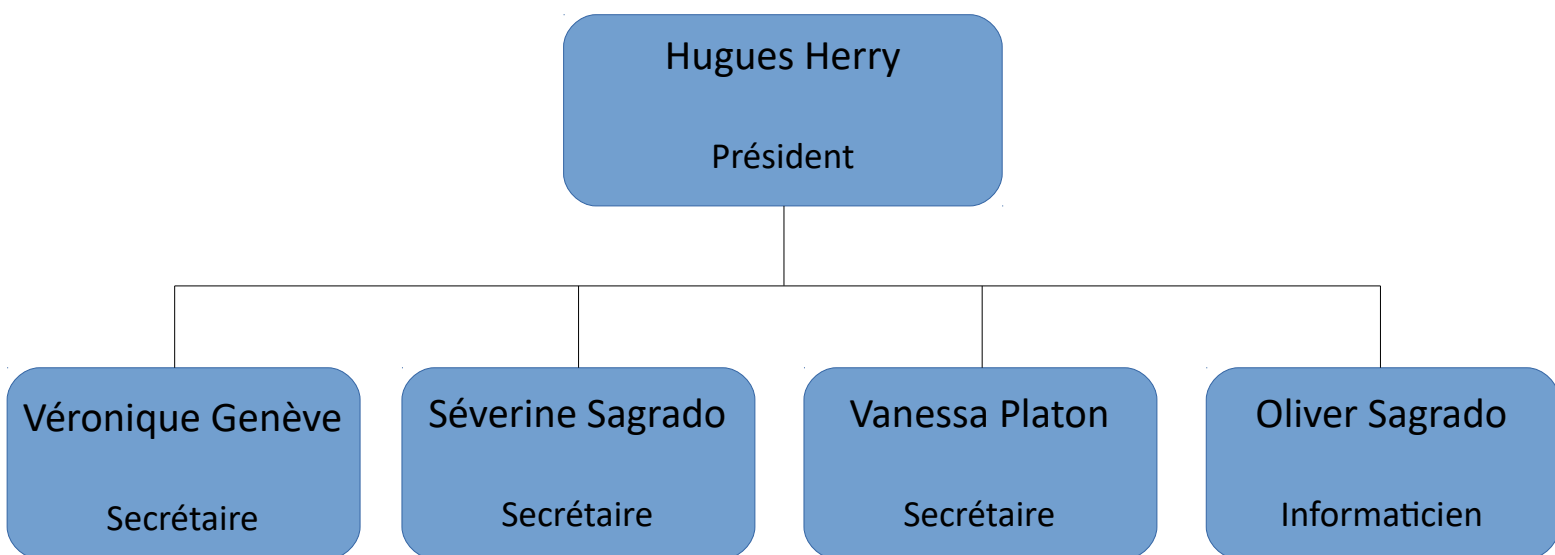 Hugues Herry
Président
Véronique Genève
Secrétaire
Séverine Sagrado
Secrétaire
Vanessa Platon
Secrétaire
Oliver Sagrado
Informaticien